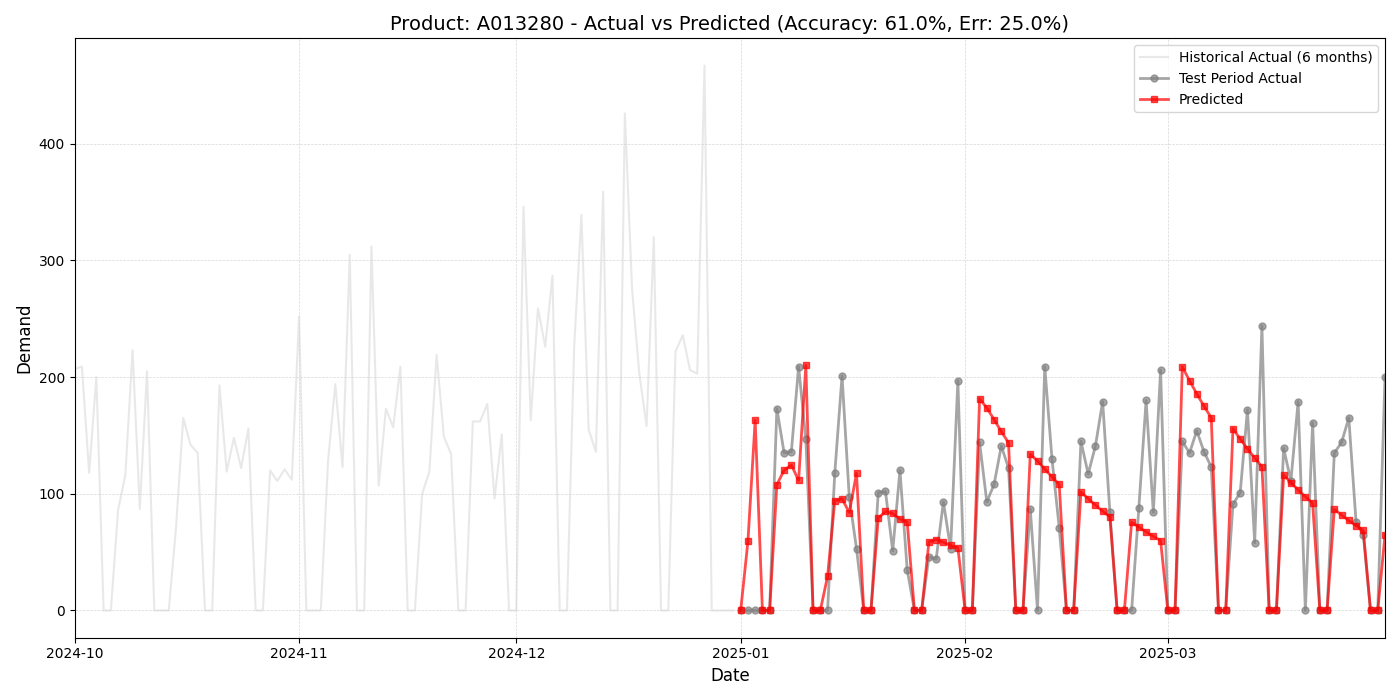 Product: A013280 - Actual vs Predicted (Accuracy: 61.0%, Err: 25.0%)
Historical Actual (6 months)
Test Period Actual
Predicted
Demand
400
300
200
100
0
2024-10
2024-11
2024-12
2025-01
2025-02
2025-03
Date